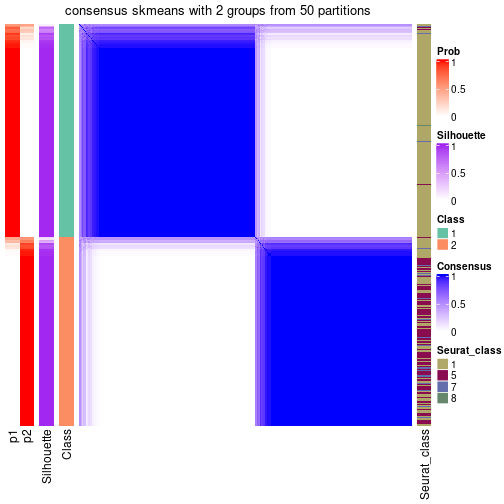 consensus skmeans with 2 groups from 50 partitions
p1
p2
Silhouette
Class
Seurat_class
Prob
1
0.5
0
Silhouette
1
0.5
0
Class
1
2
Consensus
1
0.5
0
Seurat_class
1
5
7
8